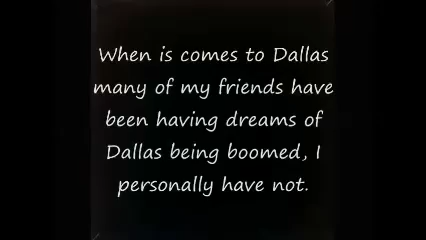 When is comes to Dallas
many of my friends have
been having dreams of
Dallas being boomed, I
personally have not.